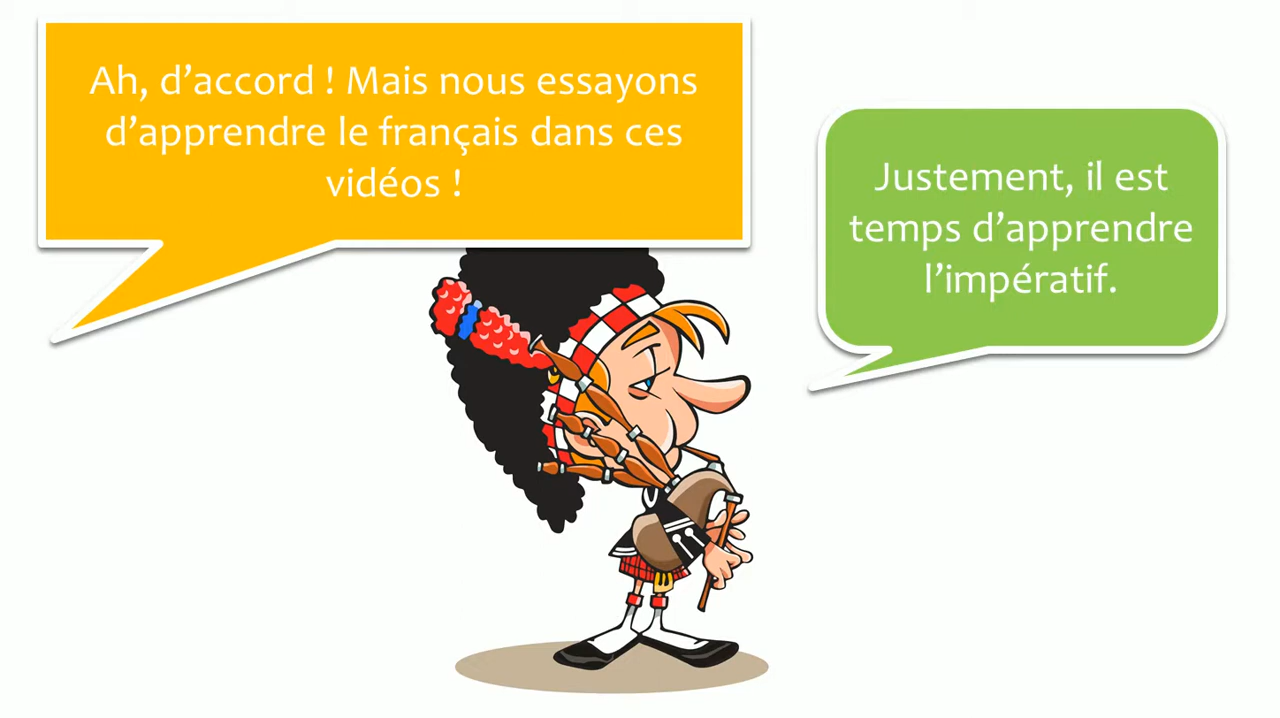 Ah, d’accord ! Mais nous essayons
d’apprendre le français dans ces
vidéos !
Justement, il est
temps d’apprendre
l’impératif.